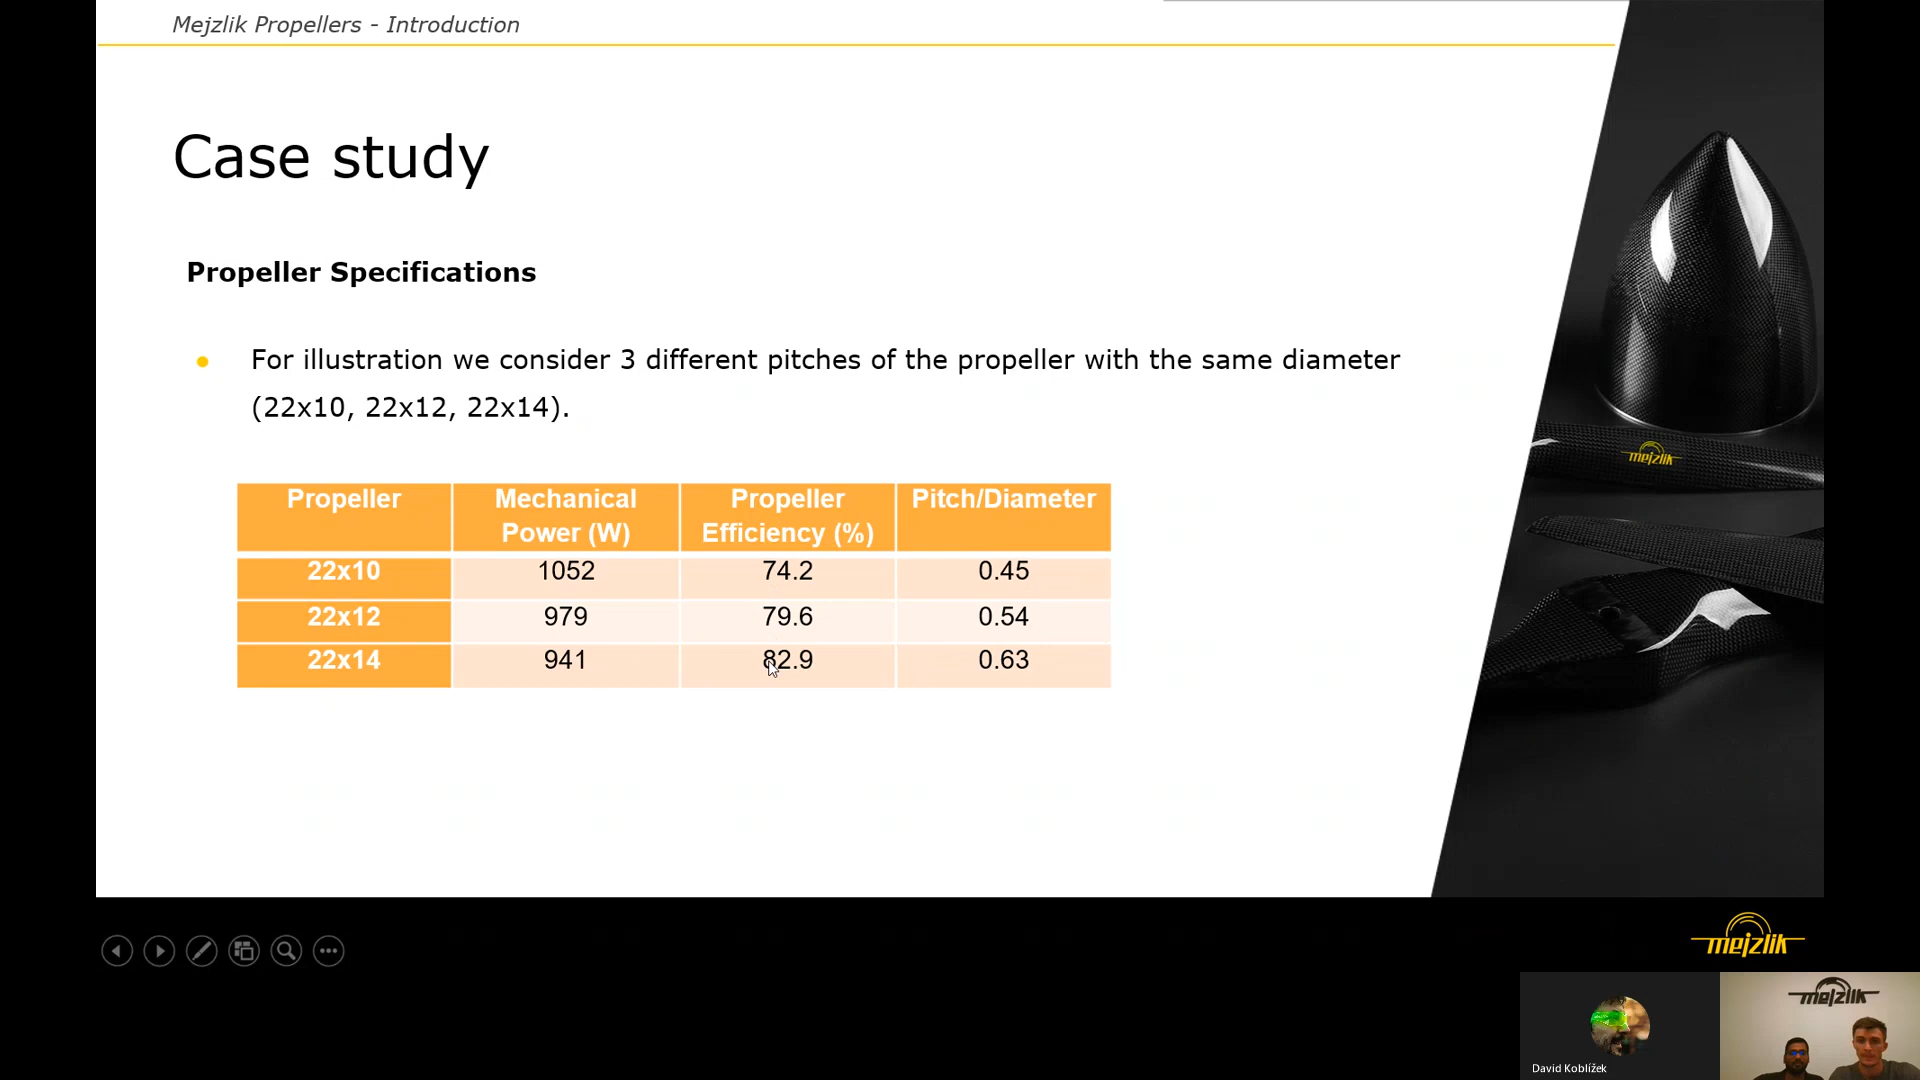 Mejzlik Propellers - Introduction
Case study
Propeller Specifications
For illustration we consider 3 different pitches of the propeller with the same diameter
(22x10, 22x12, 22x14).
Propeller Mechanical Power (W) Propeller Efficiency (%) Pitch/Diameter
22x10 1052 74.2 0.45
22x12 979 79.6 0.54
22x14 941 82.9 0.63
mejzlik
mejzlik
mejzlik
David Koblížek